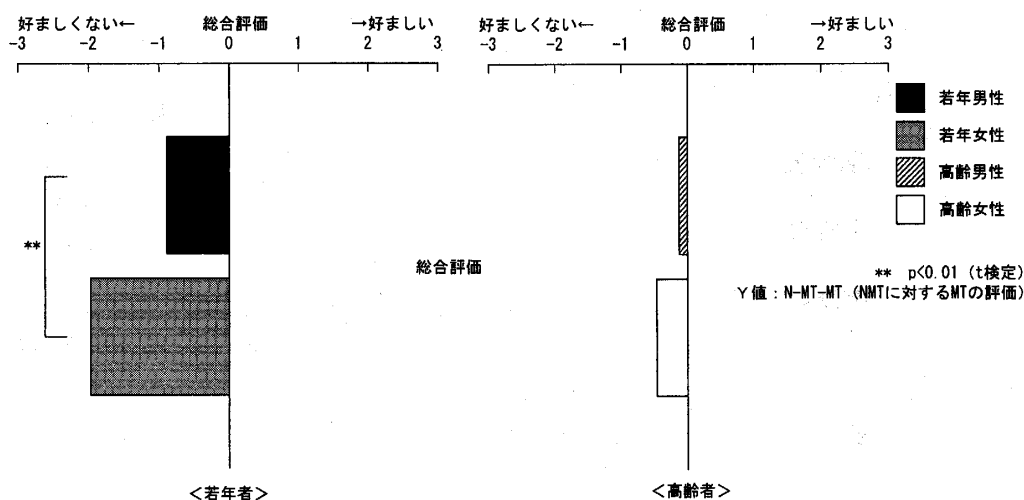 好ましくない← 総合評価 →好ましい
-3 -2 -1 0 1 2 3
**
<若年者>
総合評価
好ましくない← 総合評価 →好ましい
-3 -2 -1 0 1 2 3
<高齢者>
若年男性
若年女性
高齢男性
高齢女性
** p<0.01 (t検定)
Y値：N-MT-MT (NMTに対するMTの評価)